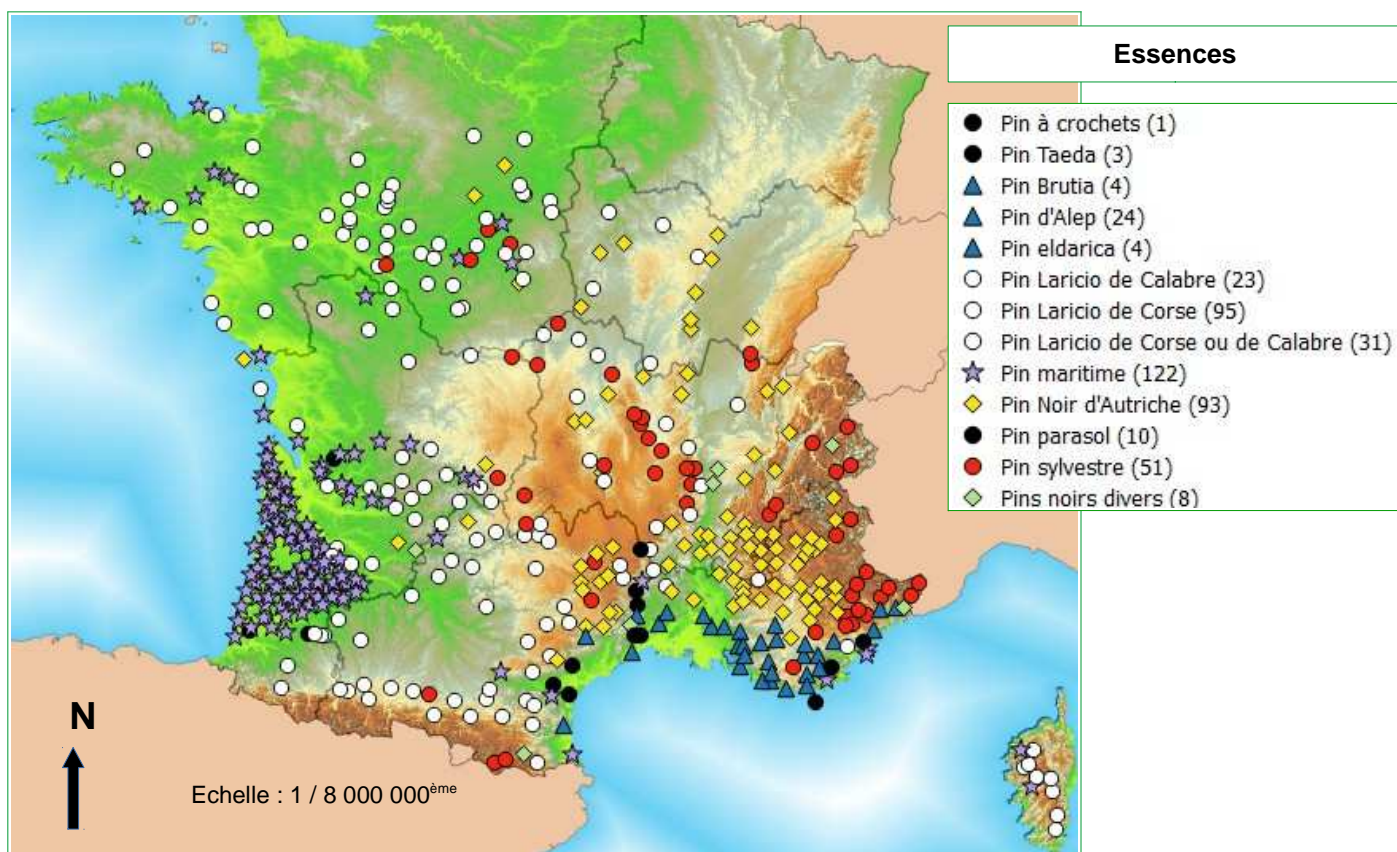 Essences
Pin à crochets (1)
Pin Taeda (3)
Pin Brutia (4)
Pin d'Alep (24)
Pin eldarica (4)
Pin Laricio de Calabre (23)
Pin Laricio de Corse (95)
Pin Laricio de Corse ou de Calabre (31)
Pin maritime (122)
Pin Noir d'Autriche (93)
Pin parasol (10)
Pin sylvestre (51)
Pins noirs divers (8)
N
Echelle : 1 / 8 000 000ème